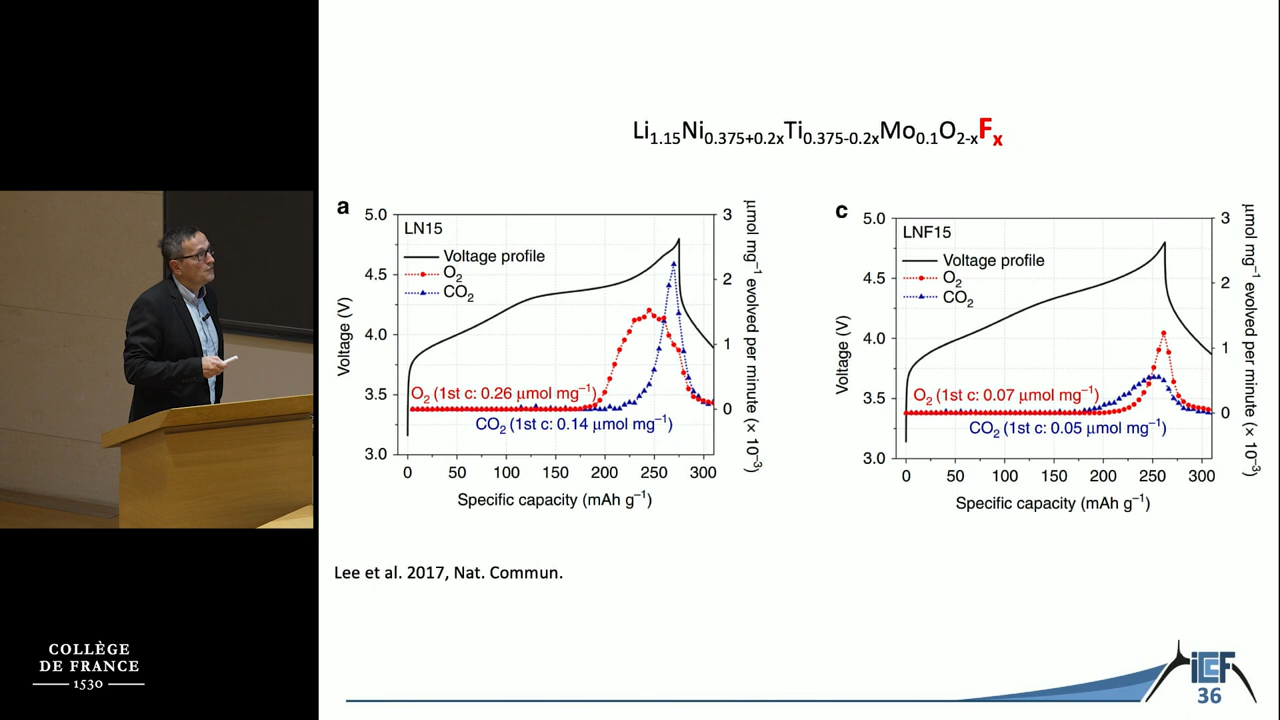 Li1.15Ni0.375+0.2xTi0.375-0.2xMo0.1O2-xFx
a
5.0
4.5
4.0
3.5
3.0
Voltage (V)
LN15
Voltage profile
O2
CO2
O2 (1st c: 0.26 μmol mg−1)
CO2 (1st c: 0.14 μmol mg−1)
3
2
1
0
μmol mg−1 evolved per minute (× 10−3)
0 50 100 150 200 250 300
Specific capacity (mAh g−1)
c
5.0
4.5
4.0
3.5
3.0
Voltage (V)
LNF15
Voltage profile
O2
CO2
O2 (1st c: 0.07 μmol mg−1)
CO2 (1st c: 0.05 μmol mg−1)
3
2
1
0
μmol mg−1 evolved per minute (× 10−3)
0 50 100 150 200 250 300
Specific capacity (mAh g−1)
Lee et al. 2017, Nat. Commun.
COLLÈGE
DE FRANCE
1530
iCCF
36